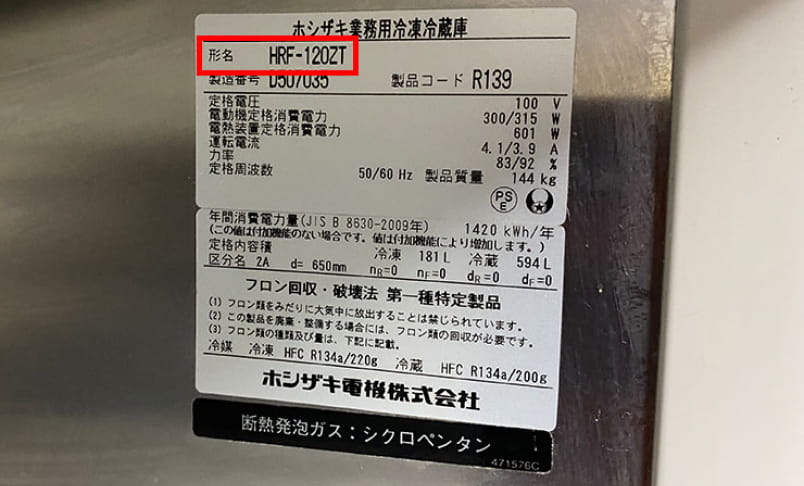 ホシザキ業務用冷凍冷蔵庫
形名 HRF-120ZT
製造番号 D507035 製品コード R139
定格電圧 100 V
電動機定格消費電力 300/315 W
電熱装置定格消費電力 601 W
運転電流 4.1/3.9 A
力率 83/92 %
定格周波数 50/60 Hz 製品質量 144 kg
PS E
年間消費電力量(JIS B 8630-2009年) 1420 kWh/年
(この値は付加機能のない場合です。値は付加機能により増加します。)
定格内容積 冷凍 181 L 冷蔵 594 L
区分名 2A d= 650mm nR=0 nF=0 dR=0 dF=0
フロン回収・破壊法 第一種特定製品
(1) フロン類をみだりに大気中に放出することは禁じられています。
(2) この製品を廃棄・整備する場合には、フロン類の回収が必要です。
(3) フロン類の種類及び量は、下記に記載。
冷媒 冷凍 HFC R134a/220g 冷蔵 HFC R134a/200g
ホシザキ電機株式会社
断熱発泡ガス：シクロペンタン
471576C